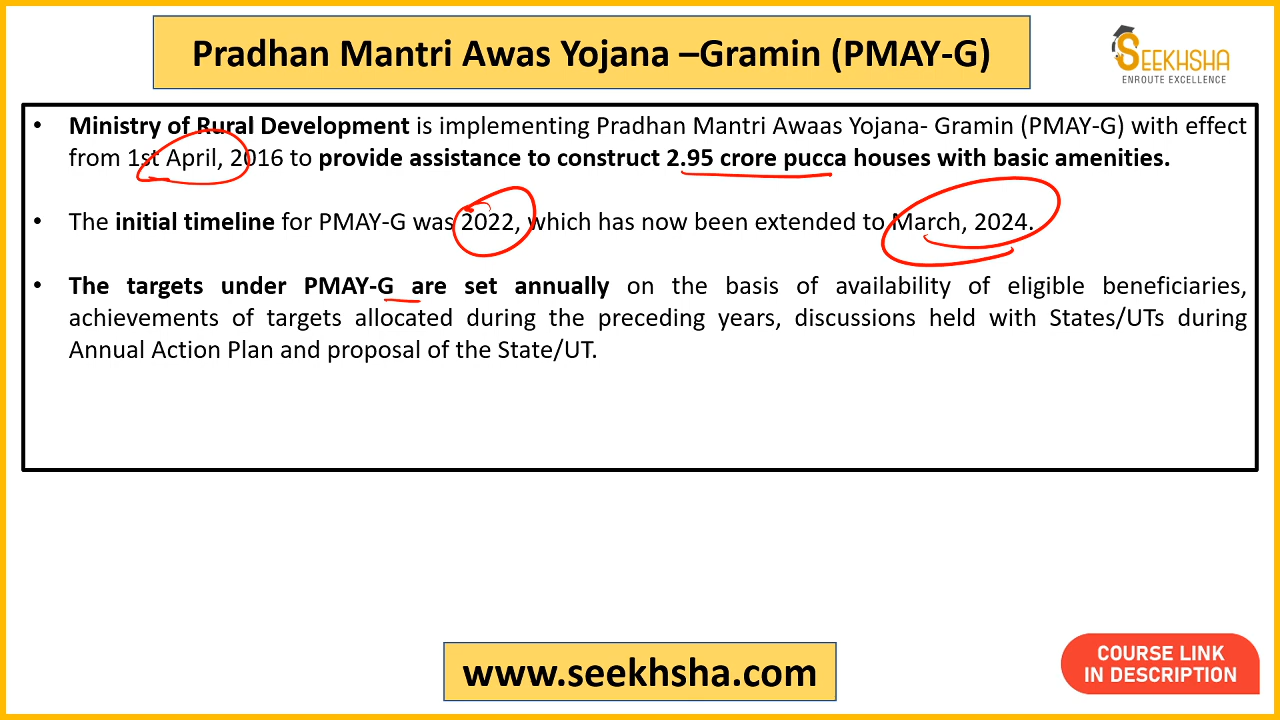 Pradhan Mantri Awas Yojana –Gramin (PMAY-G)
SEEKHSHA
ENROUTE EXCELLENCE
• Ministry of Rural Development is implementing Pradhan Mantri Awaas Yojana- Gramin (PMAY-G) with effect
from 1st April, 2016 to provide assistance to construct 2.95 crore pucca houses with basic amenities.
• The initial timeline for PMAY-G was 2022, which has now been extended to March, 2024.
• The targets under PMAY-G are set annually on the basis of availability of eligible beneficiaries,
achievements of targets allocated during the preceding years, discussions held with States/UTs during
Annual Action Plan and proposal of the State/UT.
www.seekhsha.com
COURSE LINK
IN DESCRIPTION